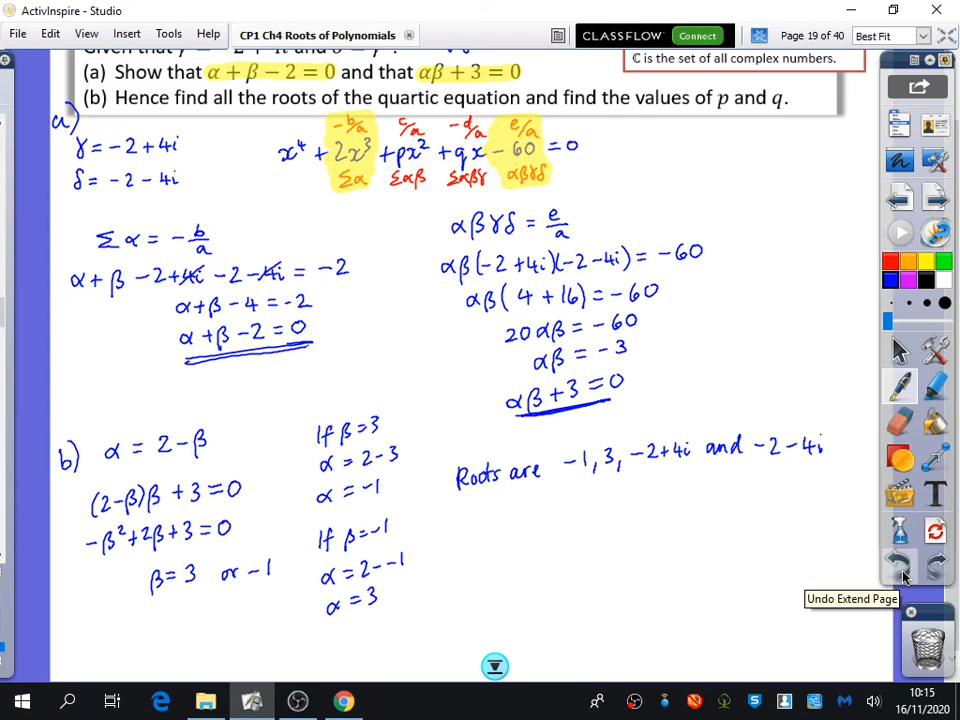 ActivInspire - Studio
File Edit View Insert Tools Help
CP1 Ch4 Roots of Polynomials
CLASSFLOW Connect
Page 19 of 40
Best Fit
ℂ is the set of all complex numbers.
(a) Show that α + β − 2 = 0 and that αβ + 3 = 0
(b) Hence find all the roots of the quartic equation and find the values of p and q.
a)
γ = -2+4i
δ = -2-4i
-b/a c/a -d/a e/a
x⁴ + 2x³ + px² + qx - 60 = 0
Σα Σαβ Σαβγ αβγδ
Σα = -b/a
α + β - 2 + 4i - 2 - 4i = -2
α+β-4 = -2
α+β-2 = 0
αβγδ = e/a
αβ(-2+4i)(-2-4i) = -60
αβ(4+16) = -60
20αβ = -60
αβ = -3
αβ+3 = 0
b) α = 2-β
(2-β)β + 3 = 0
-β²+2β+3 = 0
β = 3 or -1
If β=3
α = 2-3
α = -1
If β=-1
α = 2--1
α = 3
Roots are -1, 3, -2+4i and -2-4i
Undo Extend Page
10:15
16/11/2020